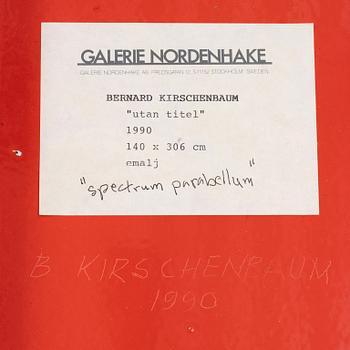 GALERIE NORDENHAKE
GALERIE NORDENHAKE AB FREDSGATAN 12, S-111 52 STOCKHOLM SWEDEN
BERNARD KIRSCHENBAUM
"utan titel"
1990
140 x 306 cm
emalj
"spectrum parabellum"
B KIRSCHENBAUM
1990